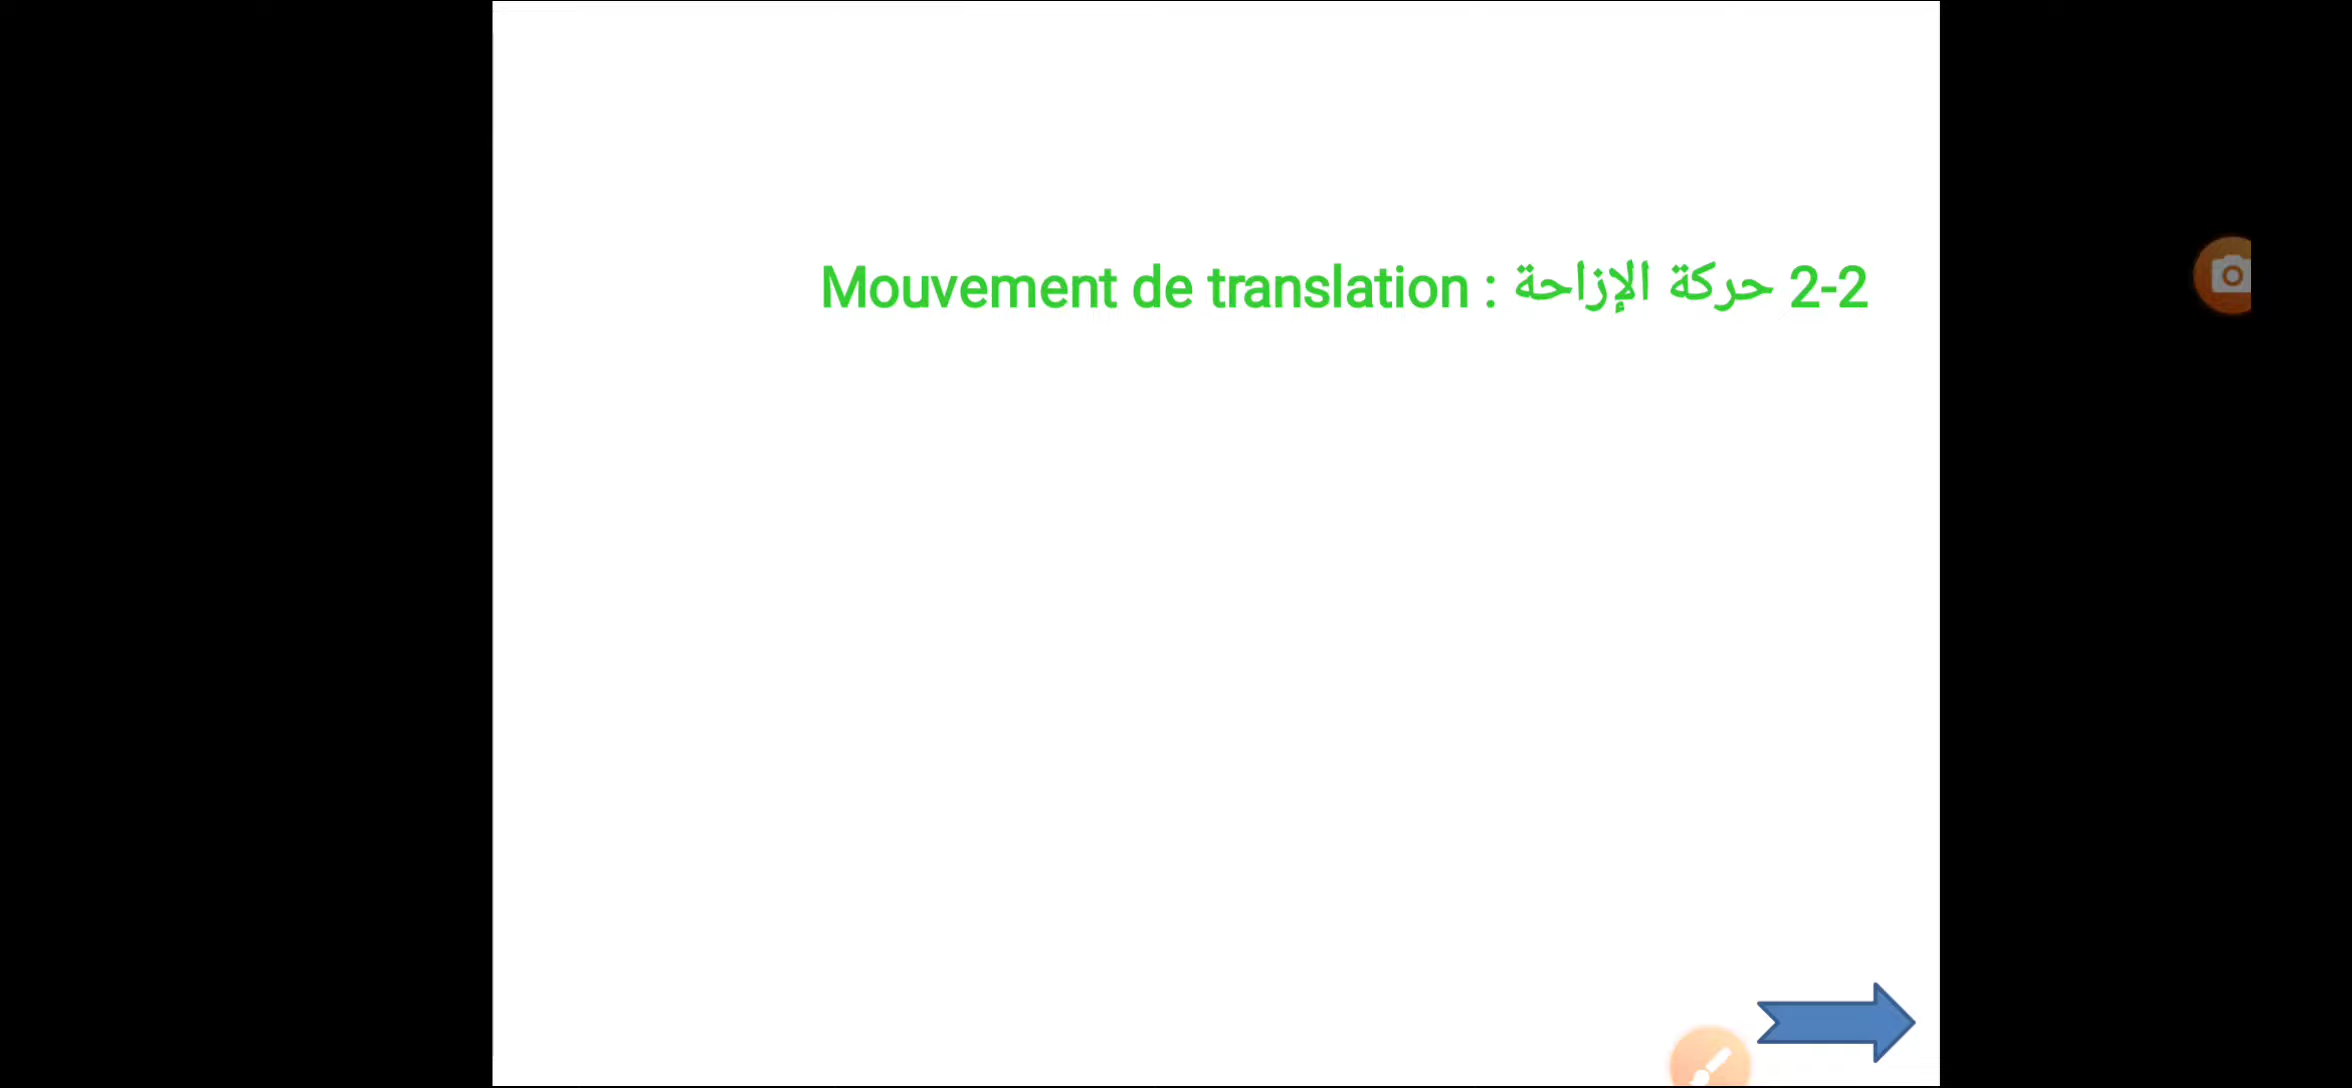 2-2 حركة الإزاحة : Mouvement de translation